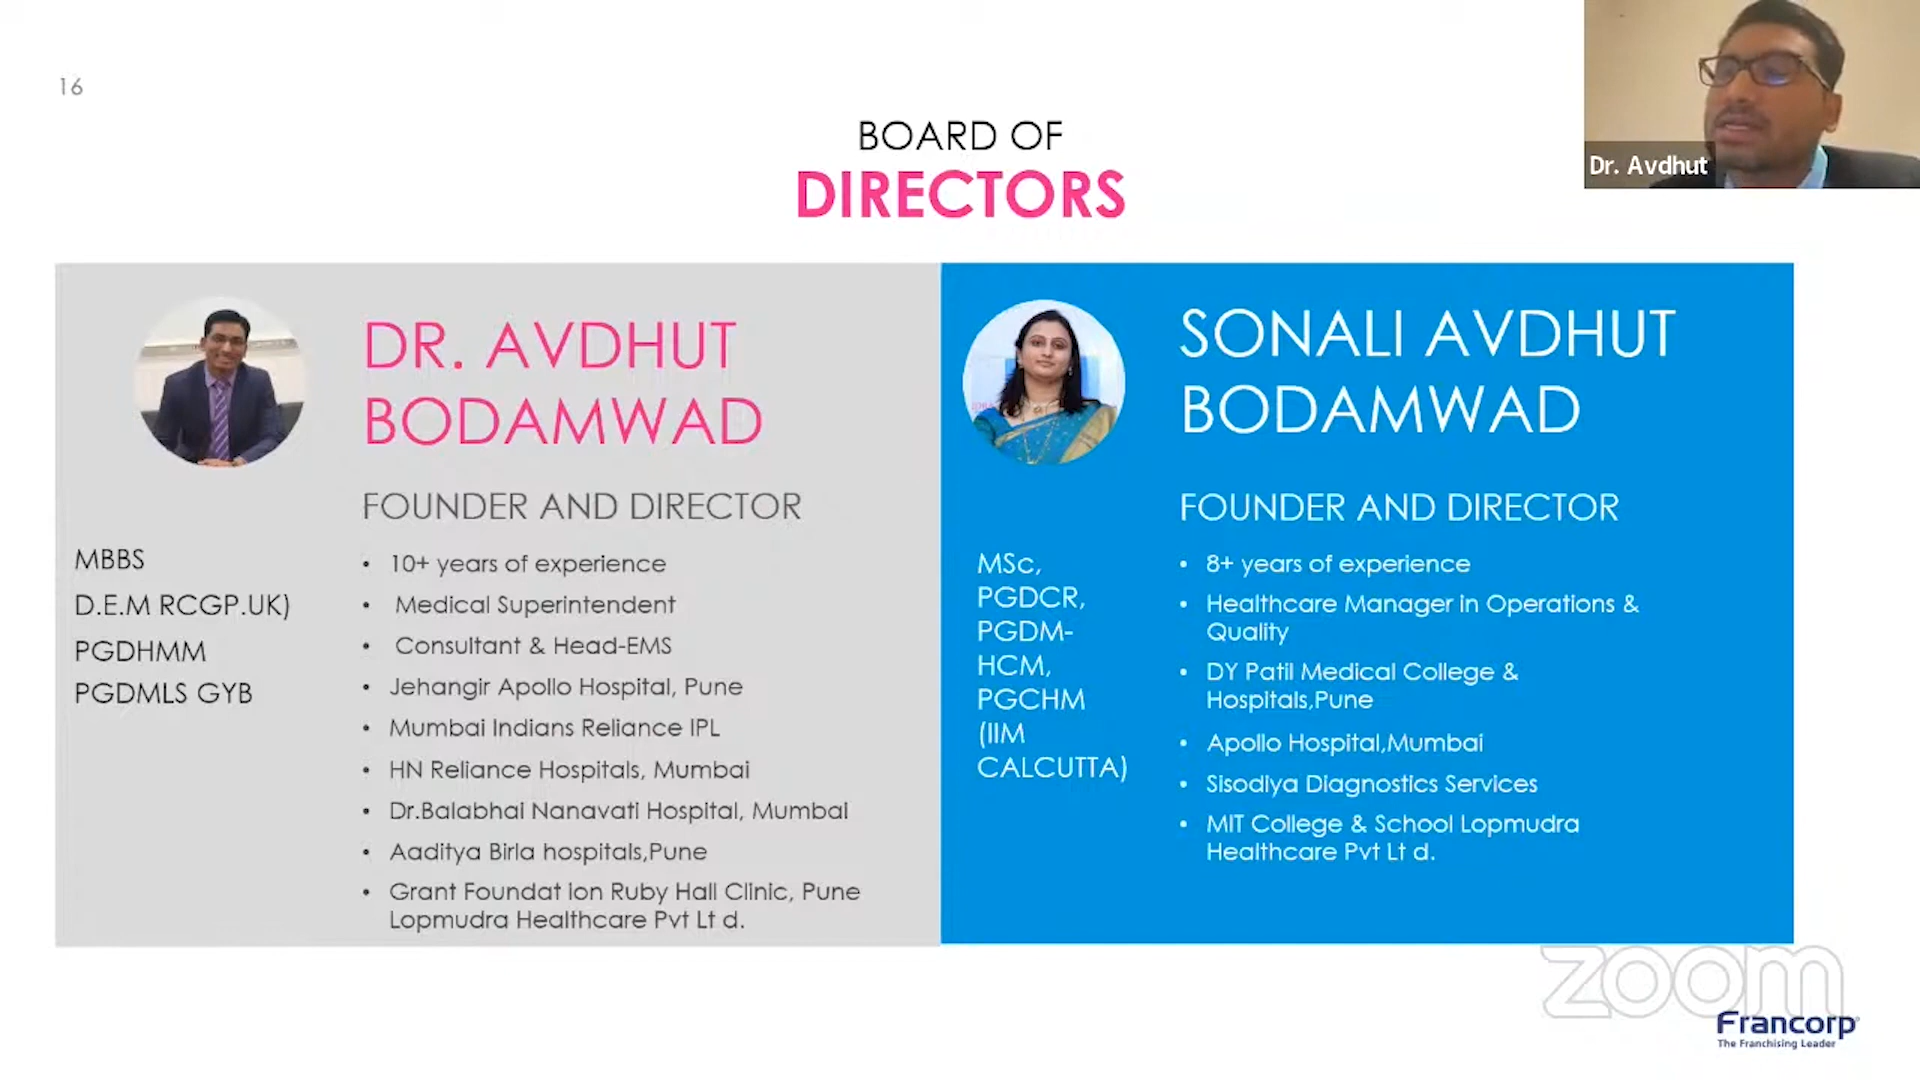 16
BOARD OF
DIRECTORS
Dr. Avdhut
DR. AVDHUT
BODAMWAD
FOUNDER AND DIRECTOR
MBBS
D.E.M RCGP.UK)
PGDHMM
PGDMLS GYB
• 10+ years of experience
• Medical Superintendent
• Consultant & Head-EMS
• Jehangir Apollo Hospital, Pune
• Mumbai Indians Reliance IPL
• HN Reliance Hospitals, Mumbai
• Dr.Balabhai Nanavati Hospital, Mumbai
• Aaditya Birla hospitals,Pune
• Grant Foundat ion Ruby Hall Clinic, Pune
Lopmudra Healthcare Pvt Lt d.
SONALI AVDHUT
BODAMWAD
FOUNDER AND DIRECTOR
MSc,
PGDCR,
PGDM-
HCM,
PGCHM
(IIM
CALCUTTA)
• 8+ years of experience
• Healthcare Manager in Operations &
Quality
• DY Patil Medical College &
Hospitals,Pune
• Apollo Hospital,Mumbai
• Sisodiya Diagnostics Services
• MIT College & School Lopmudra
Healthcare Pvt Lt d.
zoom
Francorp
The Franchising Leader